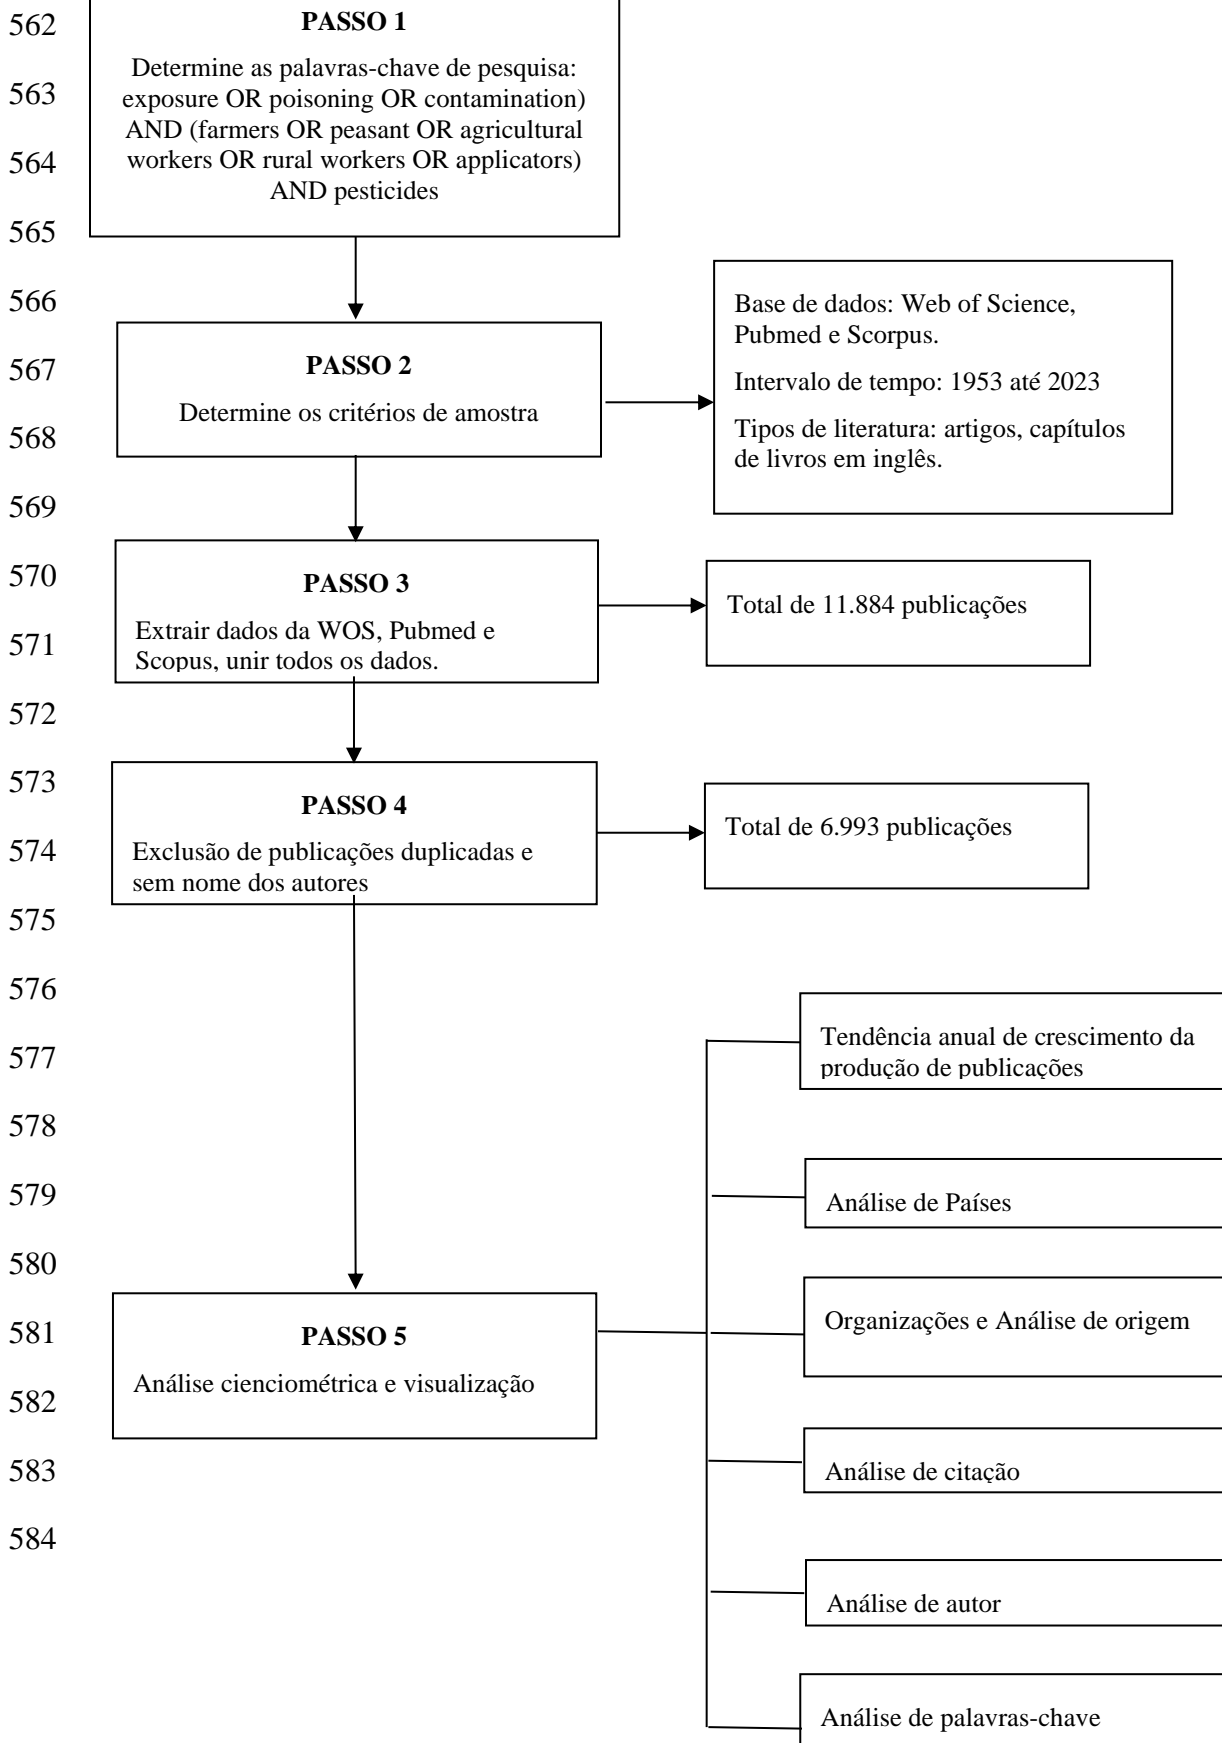 562
PASSO 1
Determine as palavras-chave de pesquisa:
563
exposure OR poisoning OR contamination)
AND (farmers OR peasant OR agricultural
564
workers OR rural workers OR applicators)
AND pesticides
565
566
Base de dados: Web of Science,
Pubmed e Scorpus.
567
PASSO 2
Intervalo de tempo: 1953 até 2023
Determine os critérios de amostra
568
Tipos de literatura: artigos, capítulos
de livros em inglês.
569
570
PASSO 3
Total de 11.884 publicações
571
Extrair dados da WOS, Pubmed e
Scopus, unir todos os dados.
572
573
PASSO 4
Total de 6.993 publicações
574
Exclusão de publicações duplicadas e
sem nome dos autores
575
576
577
Tendência anual de crescimento da
produção de publicações
578
579
Análise de Países
580
581
PASSO 5
Organizações e Análise de origem
Análise cienciométrica e visualização
582
583
Análise de citação
584
Análise de autor
Análise de palavras-chave